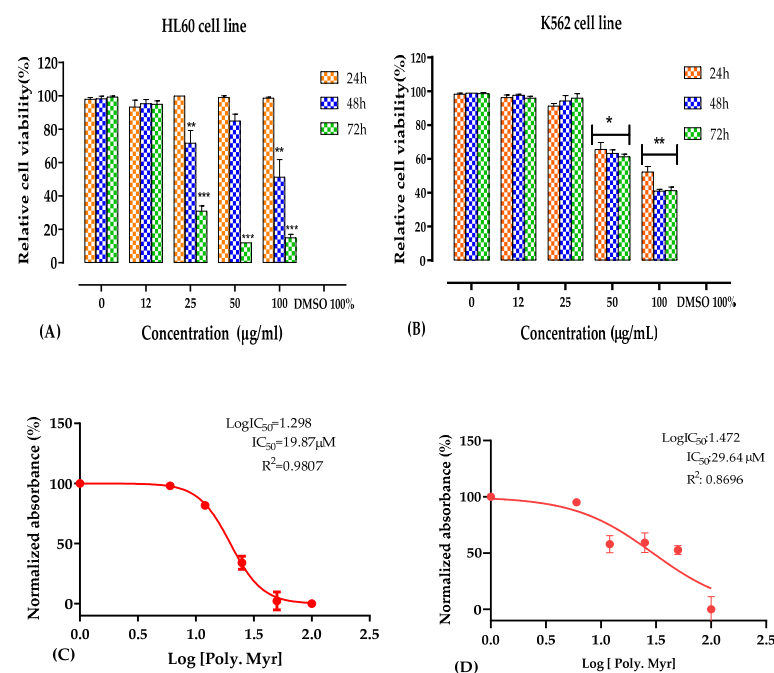 HL60 cell line
Relative cell viability(%)
120
100
80
60
40
20
0
24h
48h
72h
**
***
***
**
***
0 12 25 50 100 DMSO 100%
(A) Concentration (µg/ml)
K562 cell line
Relative cell viability(%)
120
100
80
60
40
20
0
24h
48h
72h
*
**
0 12 25 50 100 DMSO 100%
(B) Concentration (µg/mL)
Normalized absorbance (%)
150
100
50
0
LogIC50=1.298
IC50=19.87µM
R2=0.9807
0.0 0.5 1.0 1.5 2.0 2.5
(C) Log [Poly. Myr]
Normalized absorbance (%)
150
100
50
0
LogIC50:1.472
IC50:29.64 µM
R2: 0.8696
0.0 0.5 1.0 1.5 2.0 2.5
(D) Log [ Poly. Myr]